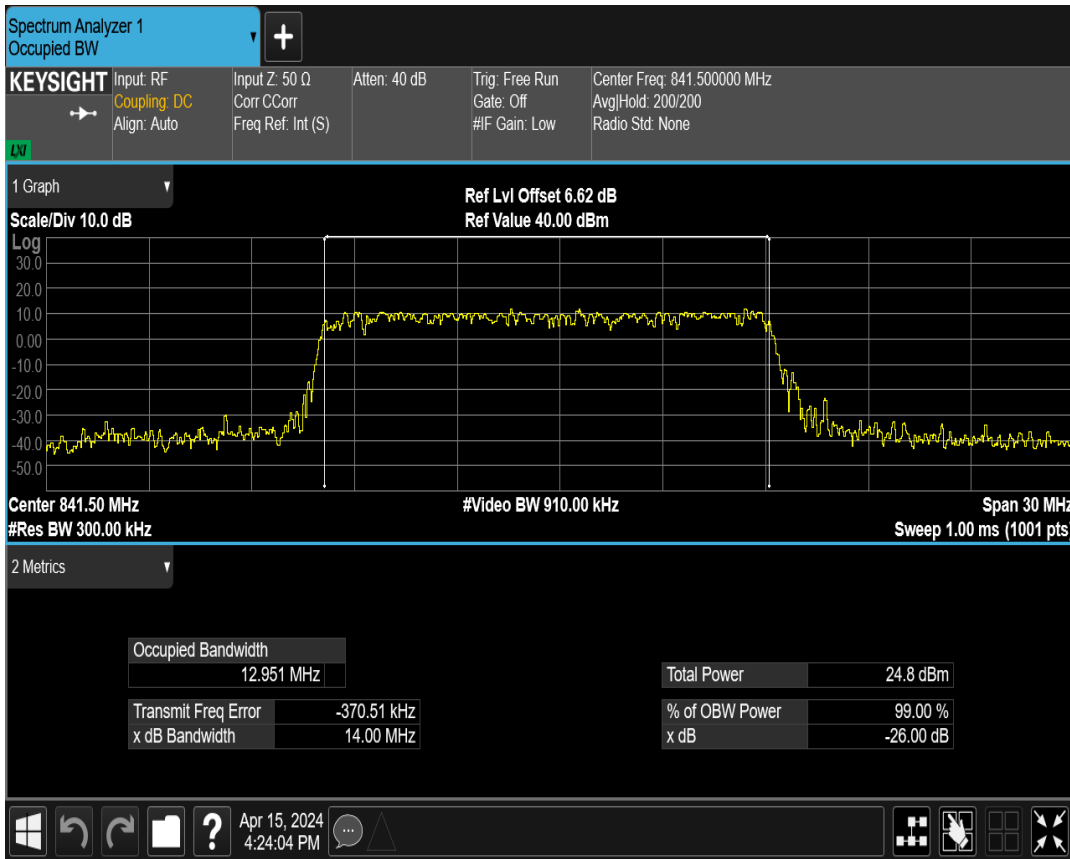 Spectrum Analyzer 1
Occupied BW
KEYSIGHT
LXI
Input: RF
Coupling: DC
Align: Auto
Input Z: 50 Ω
Corr CCorr
Freq Ref: Int (S)
Atten: 40 dB
Trig: Free Run
Gate: Off
#IF Gain: Low
Center Freq: 841.500000 MHz
Avg|Hold: 200/200
Radio Std: None
1 Graph
Scale/Div 10.0 dB
Ref Lvl Offset 6.62 dB
Ref Value 40.00 dBm
Log
30.0
20.0
10.0
0.00
-10.0
-20.0
-30.0
-40.0
-50.0
Center 841.50 MHz
#Res BW 300.00 kHz
#Video BW 910.00 kHz
Span 30 MHz
Sweep 1.00 ms (1001 pts)
2 Metrics
Occupied Bandwidth
12.951 MHz
Transmit Freq Error -370.51 kHz
x dB Bandwidth 14.00 MHz
Total Power 24.8 dBm
% of OBW Power 99.00 %
x dB -26.00 dB
Apr 15, 2024
4:24:04 PM